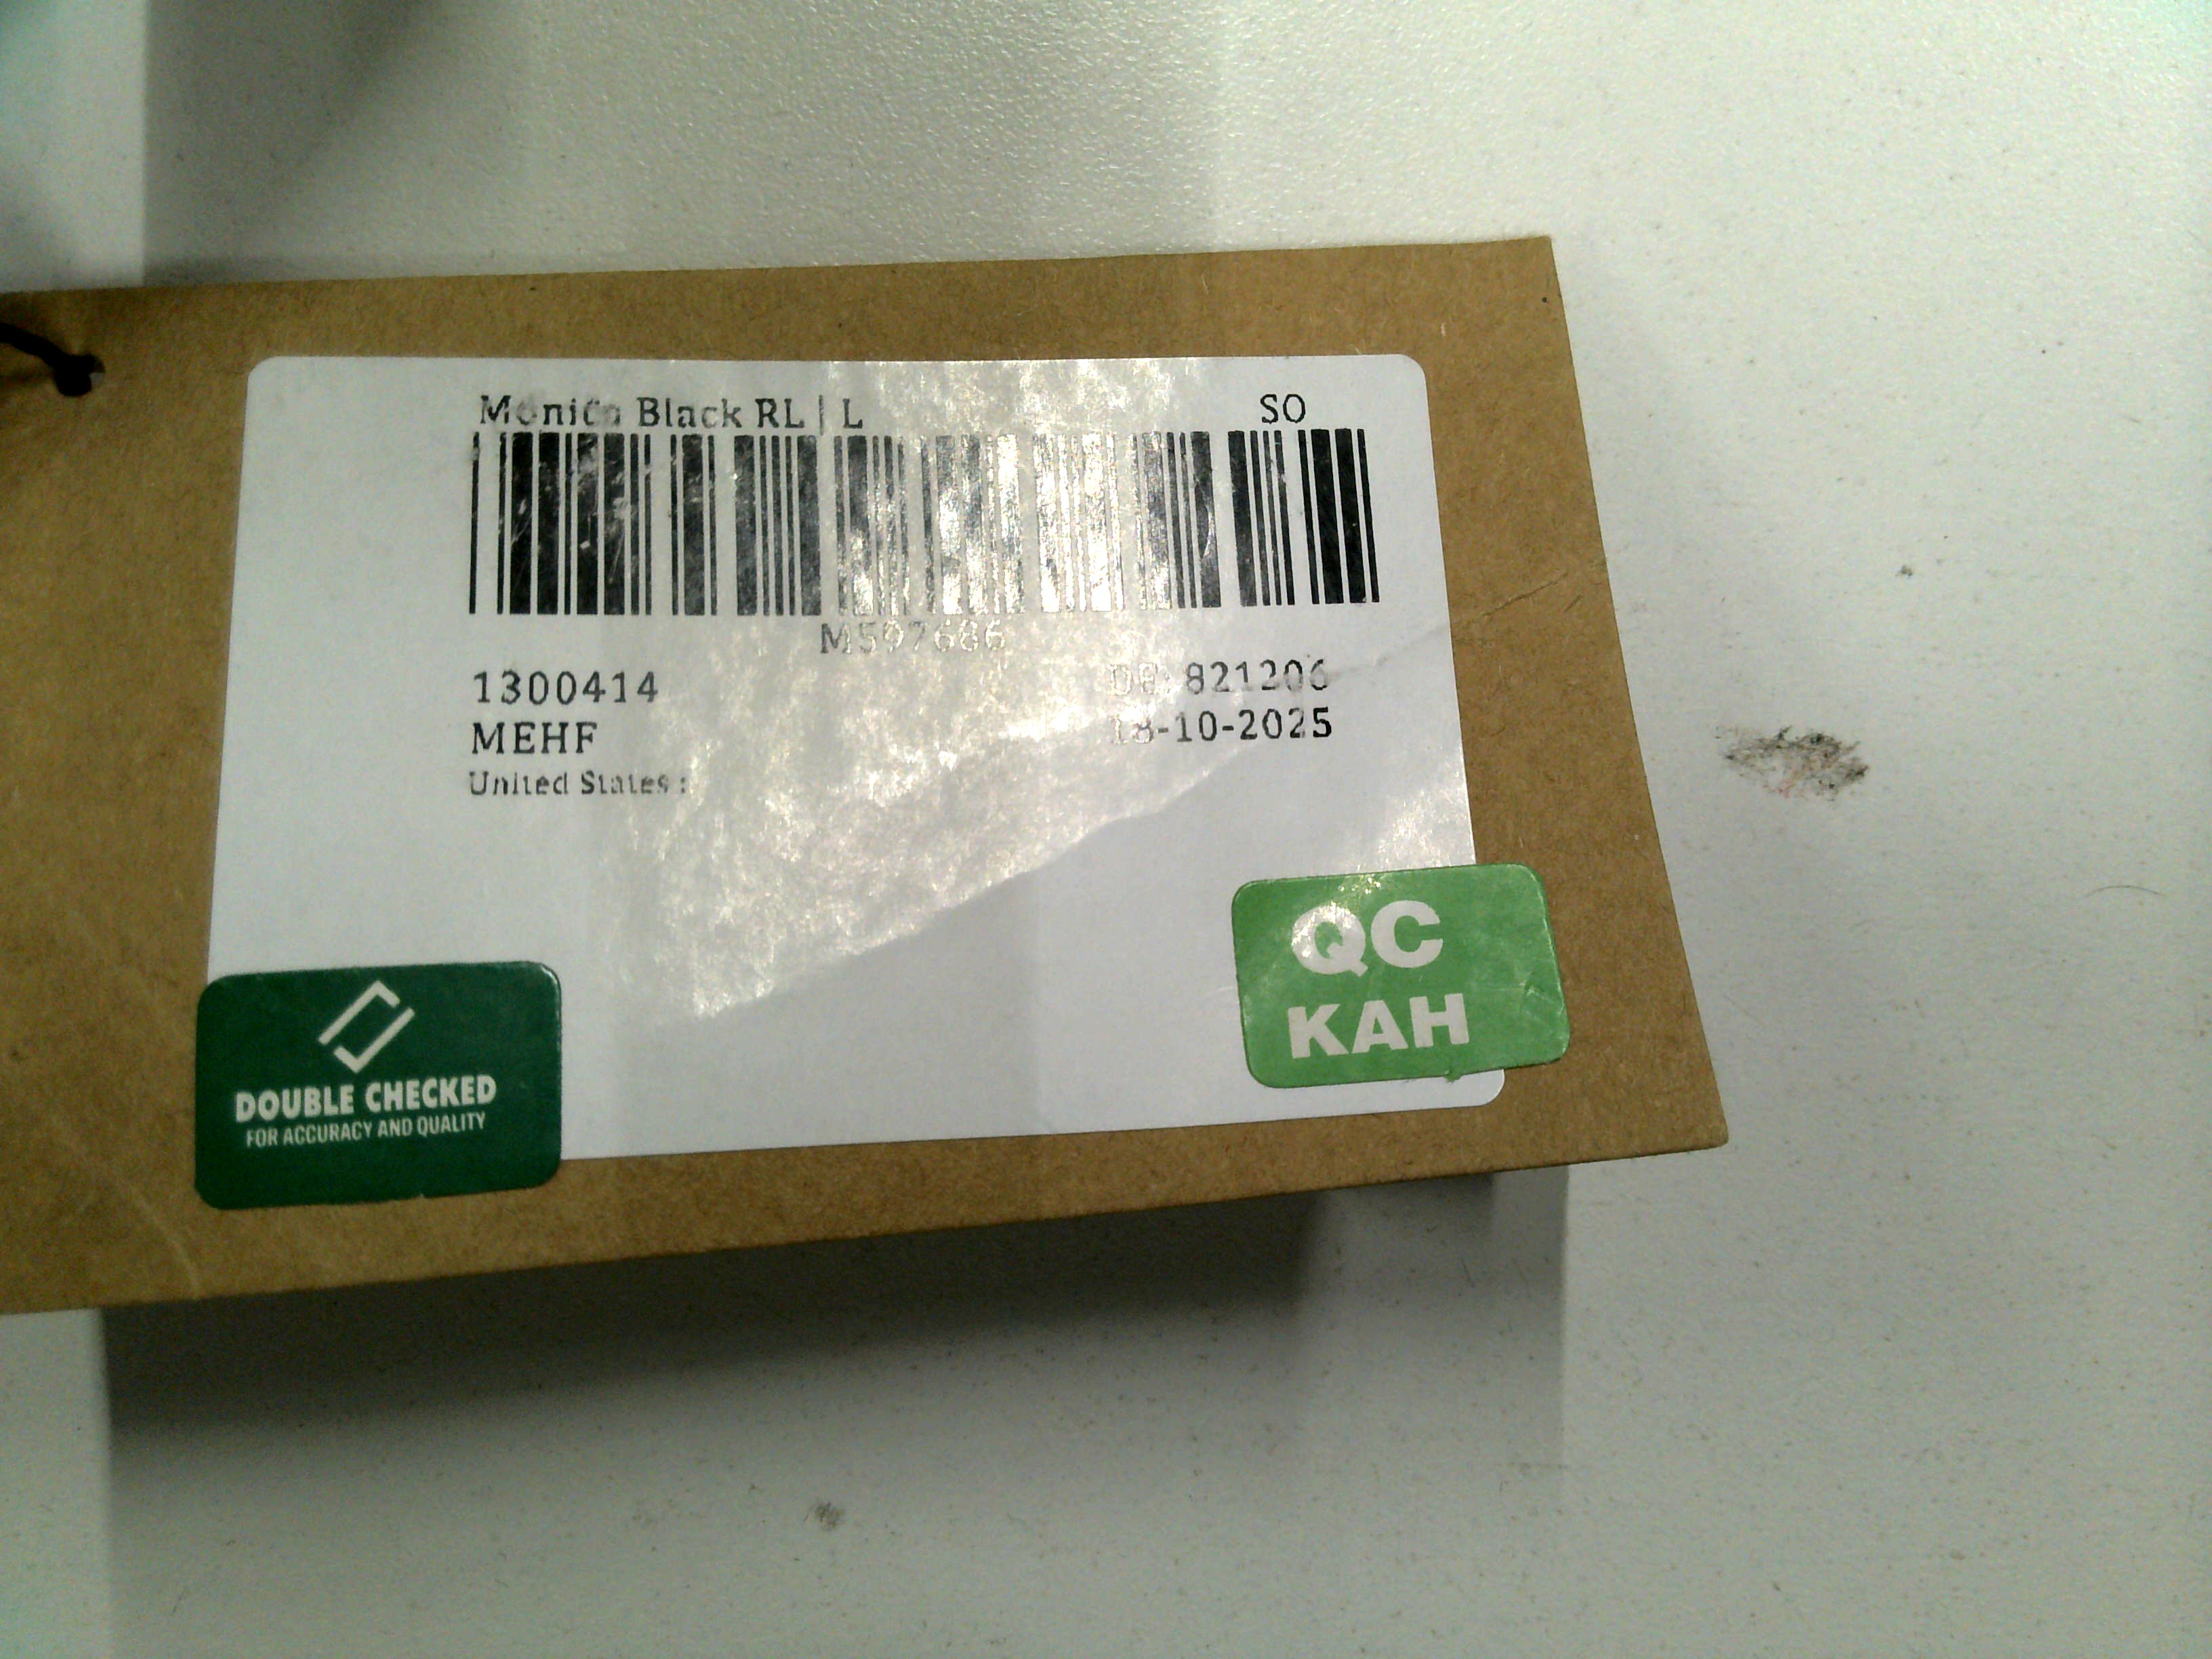 Monica Black RL | L SO
M597686
1300414 821206
MEHF 18-10-2025
United States :
DOUBLE CHECKED
FOR ACCURACY AND QUALITY
QC
KAH